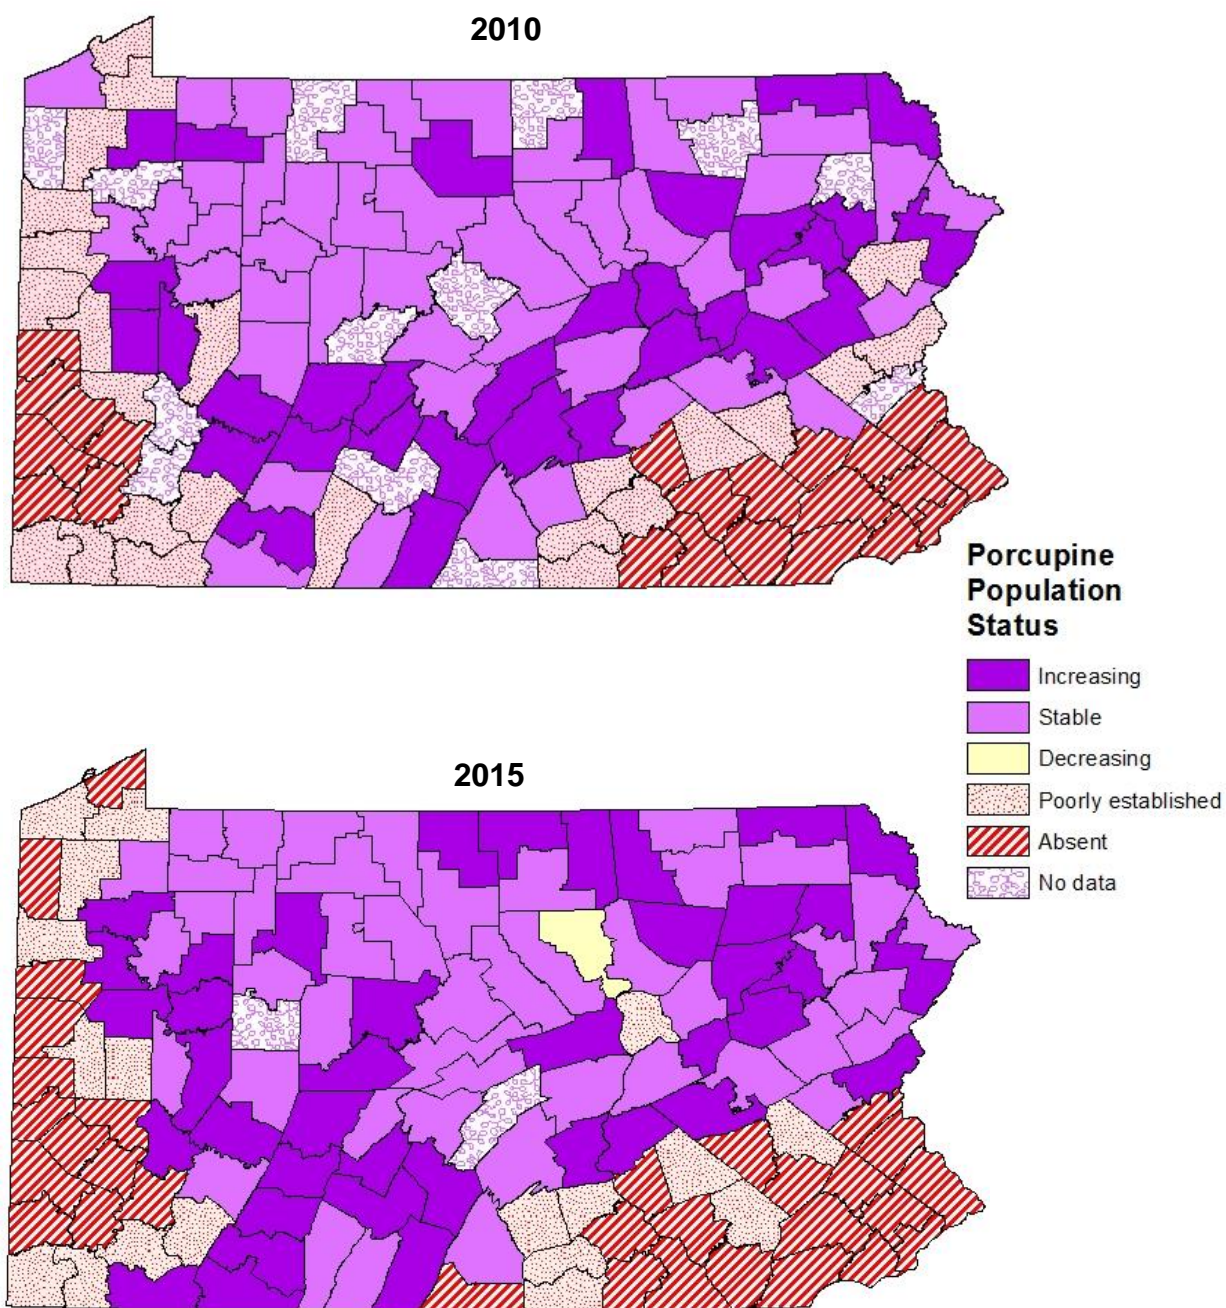 2010
Porcupine
Population
Status
Increasing
Stable
Decreasing
Poorly established
Absent
No data
2015